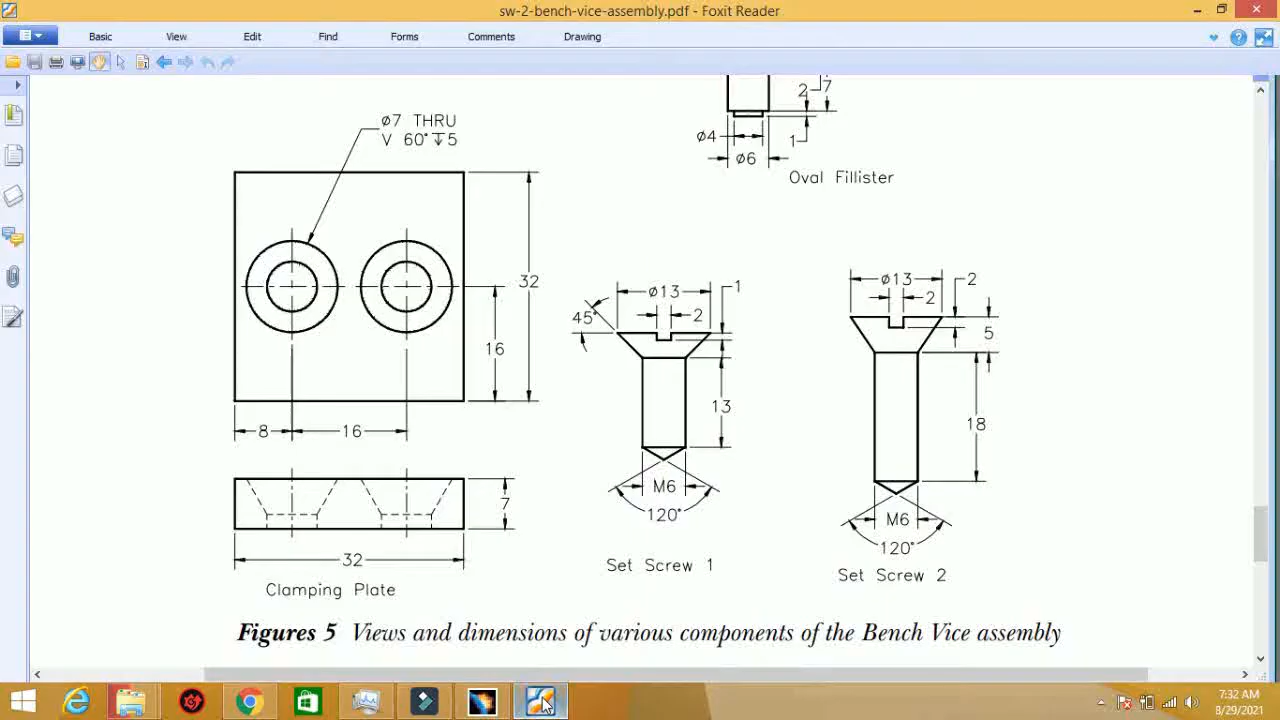 sw-2-bench-vice-assembly.pdf - Foxit Reader
Basic View Edit Find Forms Comments Drawing
2 7
ø4 1
ø6
Oval Fillister
ø7 THRU
V 60°↧5
32
16
8 16
7
32
Clamping Plate
ø13 1
45° 2
13
M6
120°
Set Screw 1
ø13 2
2
5
18
M6
120°
Set Screw 2
Figures 5 Views and dimensions of various components of the Bench Vice assembly
7:32 AM
8/29/2021